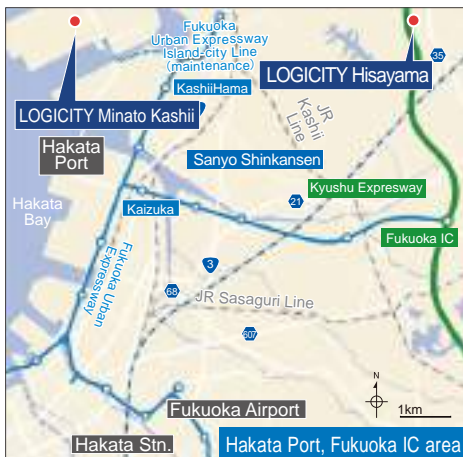 Fukuoka
Urban Expressway
Island-city Line
(maintenance)
35
LOGICITY Hisayama
KashiiHama
LOGICITY Minato Kashii
JR
Kashii
Line
Hakata
Port
Sanyo Shinkansen
Kyushu Expresway
21
Hakata
Bay
Kaizuka
Fukuoka IC
Fukuoka Urban
Expressway
3
68
JR Sasaguri Line
607
N
1km
Fukuoka Airport
Hakata Stn.
Hakata Port, Fukuoka IC area